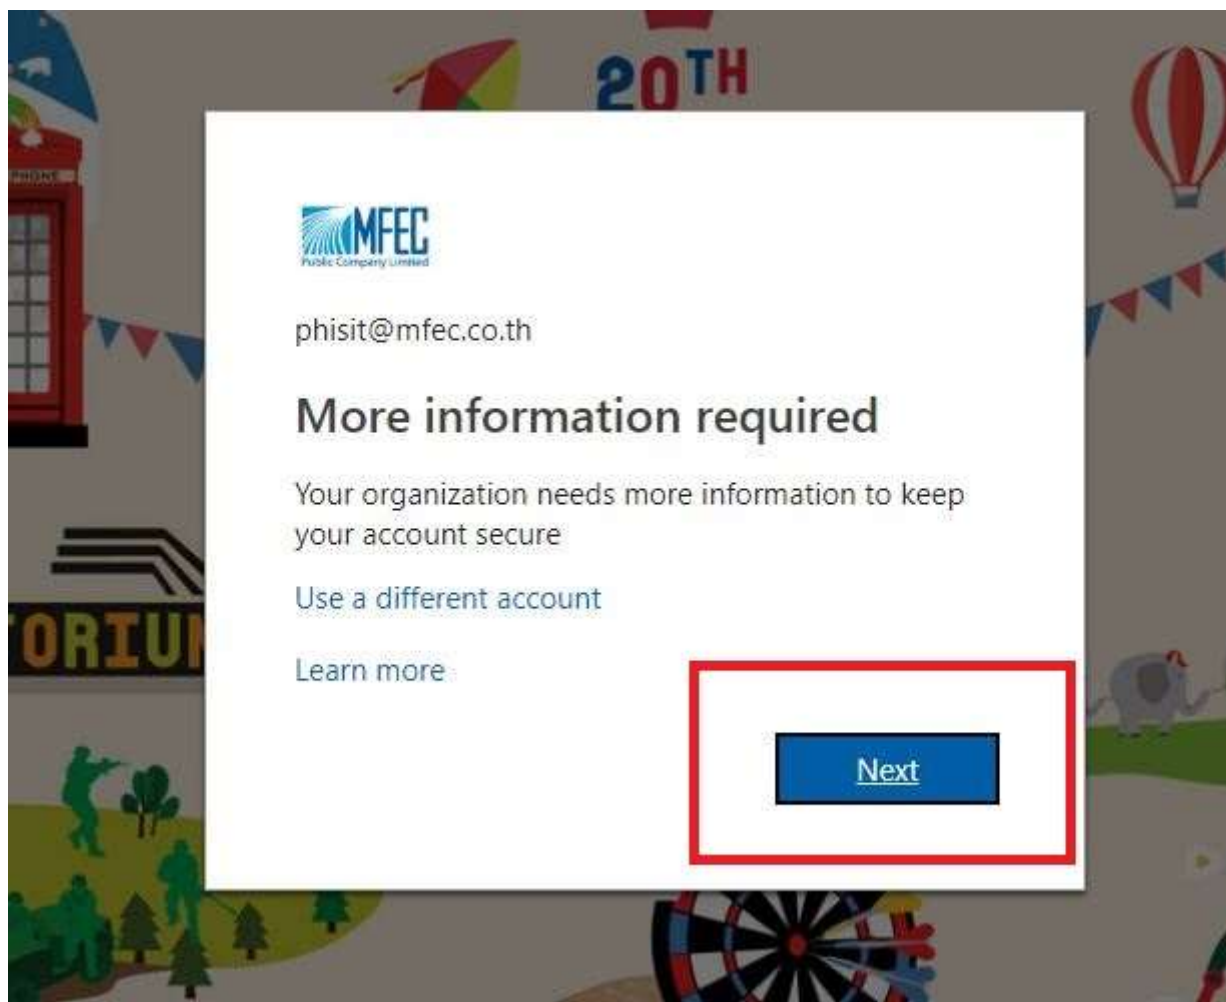 20TH
PHONE
MFEC
Public Company Limited
phisit@mfec.co.th
More information required
Your organization needs more information to keep
your account secure
Use a different account
Learn more
TORIUM
Next